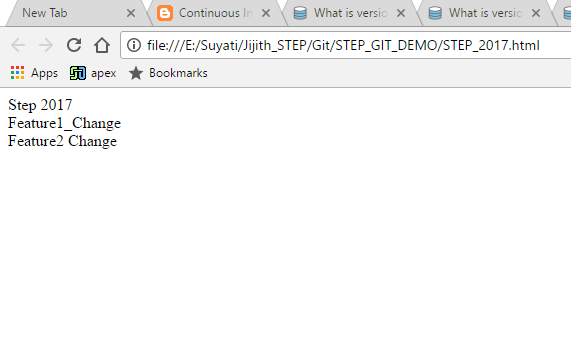 New Tab
Continuous In
What is versio
What is versio
file:///E:/Suyati/Jijith_STEP/Git/STEP_GIT_DEMO/STEP_2017.html
Apps
apex
Bookmarks
Step 2017
Feature1_Change
Feature2 Change